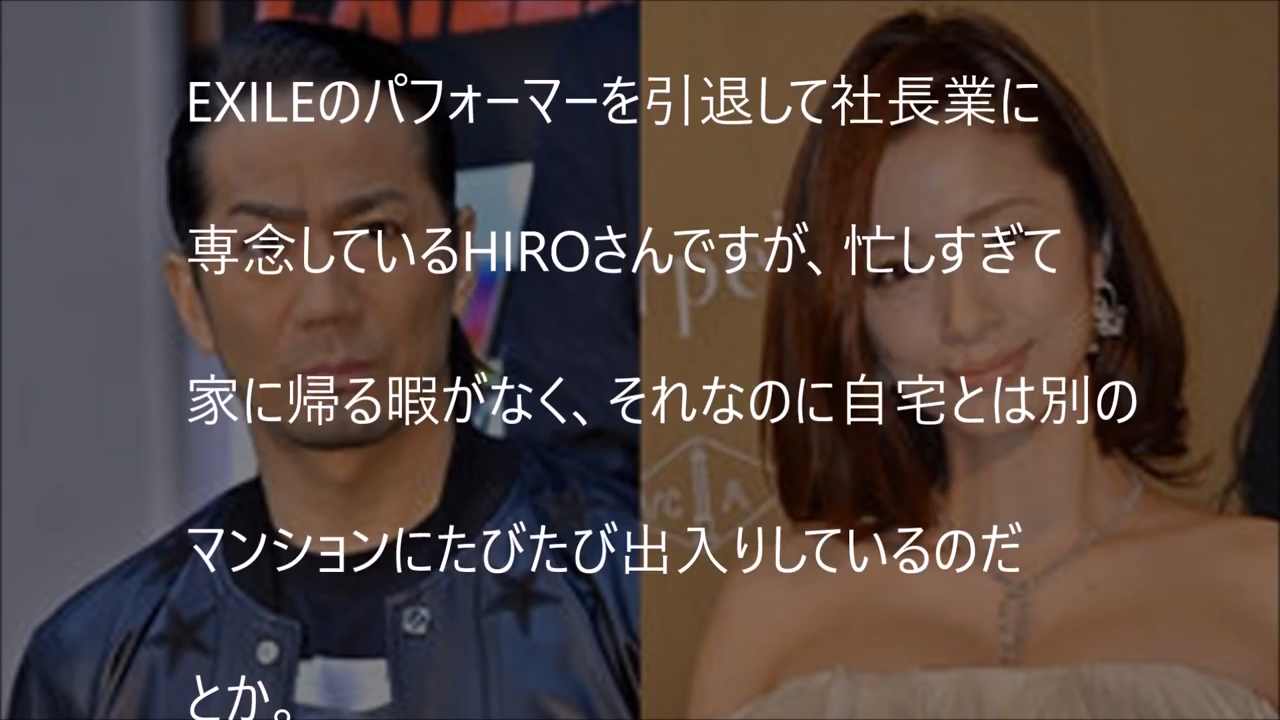 EXILEのパフォーマーを引退して社長業に
専念しているHIROさんですが、忙しすぎて
家に帰る暇がなく、それなのに自宅とは別の
マンションにたびたび出入りしているのだ
とか。